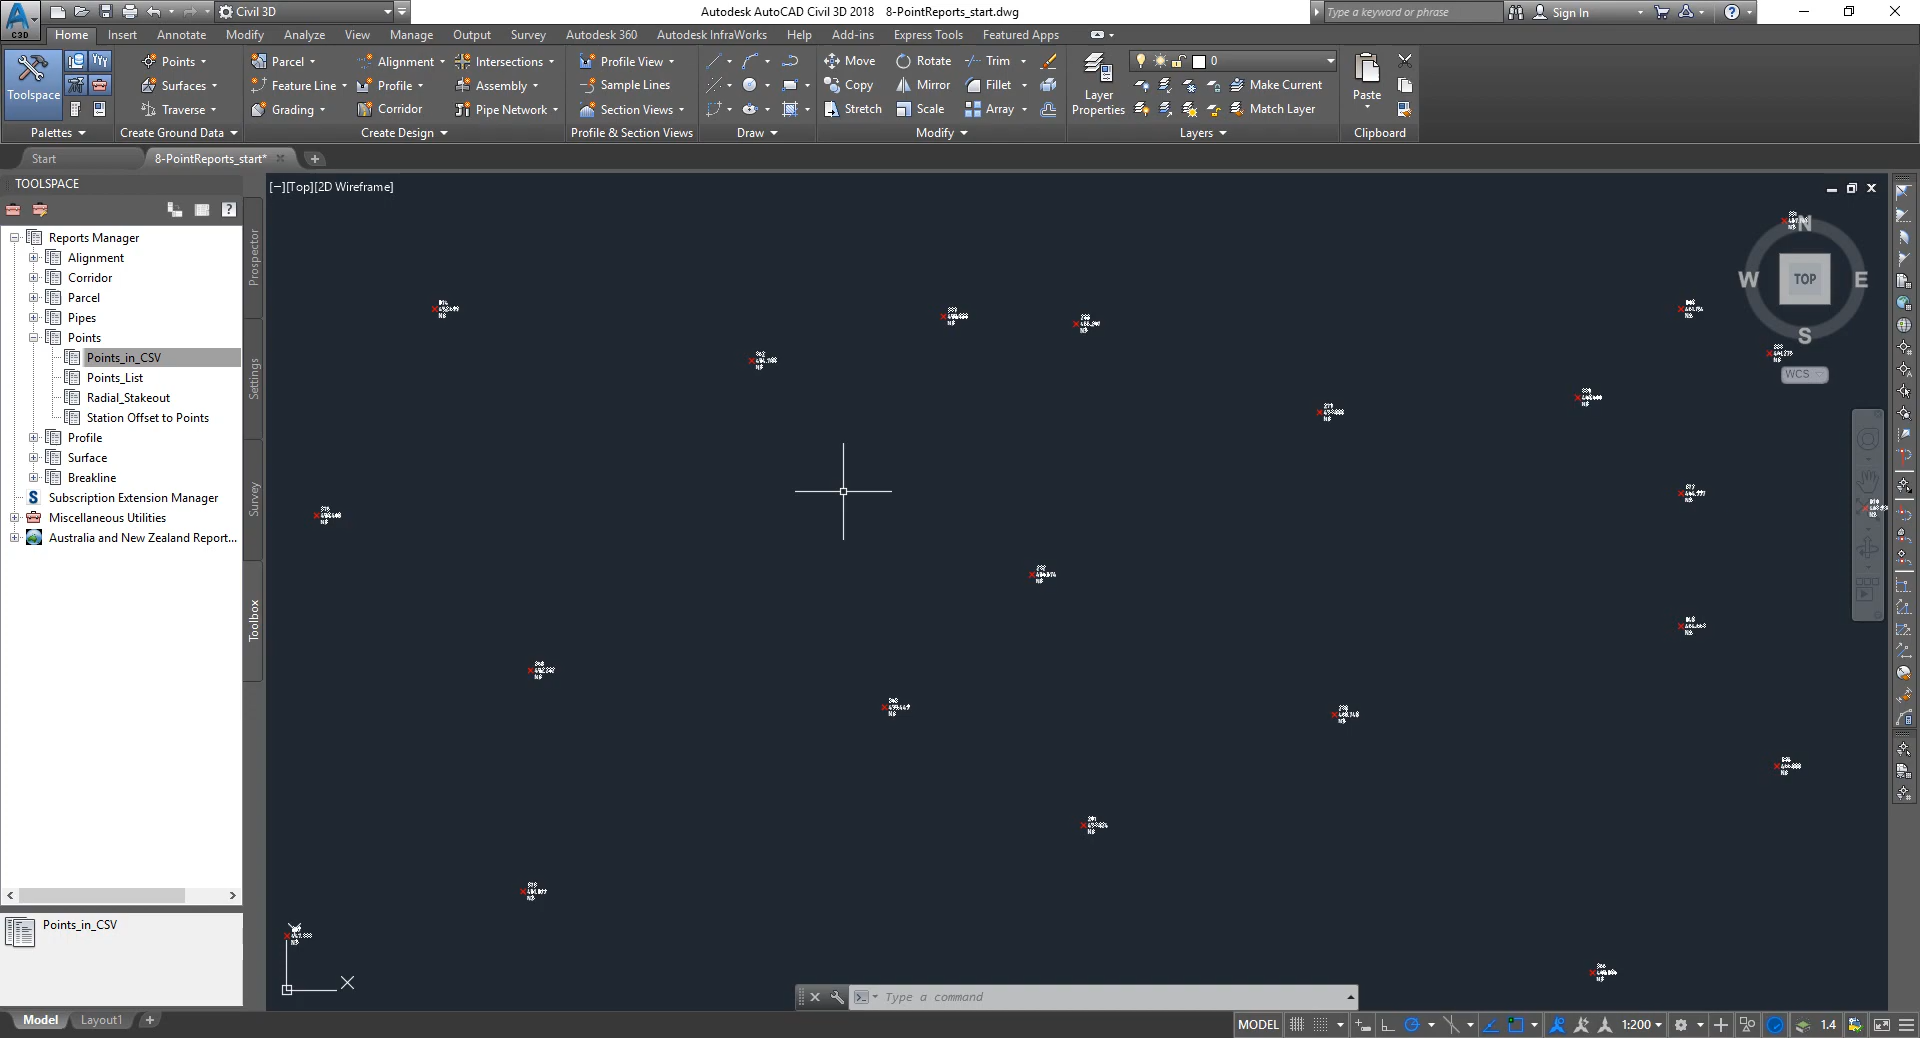 Civil 3D
Autodesk AutoCAD Civil 3D 2018 8-PointReports_start.dwg
Type a keyword or phrase
Sign In
C3D
Home Insert Annotate Modify Analyze View Manage Output Survey Autodesk 360 Autodesk InfraWorks Help Add-ins Express Tools Featured Apps
Toolspace
Palettes
Points
Surfaces
Traverse
Create Ground Data
Parcel
Feature Line
Grading
Alignment
Profile
Corridor
Intersections
Assembly
Pipe Network
Create Design
Profile View
Sample Lines
Section Views
Profile & Section Views
Draw
Move
Copy
Stretch
Rotate
Mirror
Scale
Trim
Fillet
Array
Modify
Layer
Properties
0
Make Current
Match Layer
Layers
Paste
Clipboard
Start
8-PointReports_start*
TOOLSPACE
Reports Manager
Alignment
Corridor
Parcel
Pipes
Points
Points_in_CSV
Points_List
Radial_Stakeout
Station Offset to Points
Profile
Surface
Breakline
Subscription Extension Manager
Miscellaneous Utilities
Australia and New Zealand Report...
Points_in_CSV
Prospector
Settings
Survey
Toolbox
[−][Top][2D Wireframe]
N
W
TOP
E
S
WCS
X
Type a command
Model
Layout1
MODEL
1:200
1.4